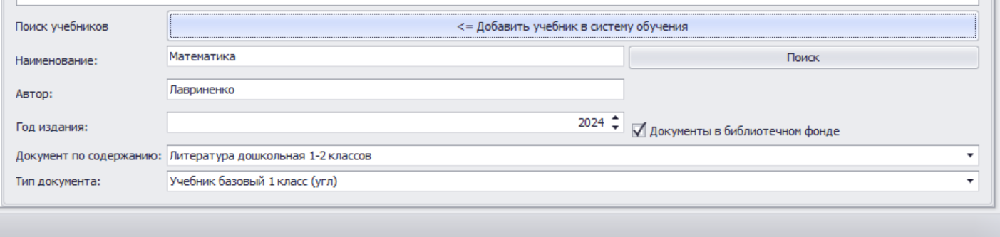 Поиск учебников <= Добавить учебник в систему обучения
Наименование: Математика Поиск
Автор: Лавриненко
Год издания: 2024 Документы в библиотечном фонде
Документ по содержанию: Литература дошкольная 1-2 классов
Тип документа: Учебник базовый 1 класс (угл)